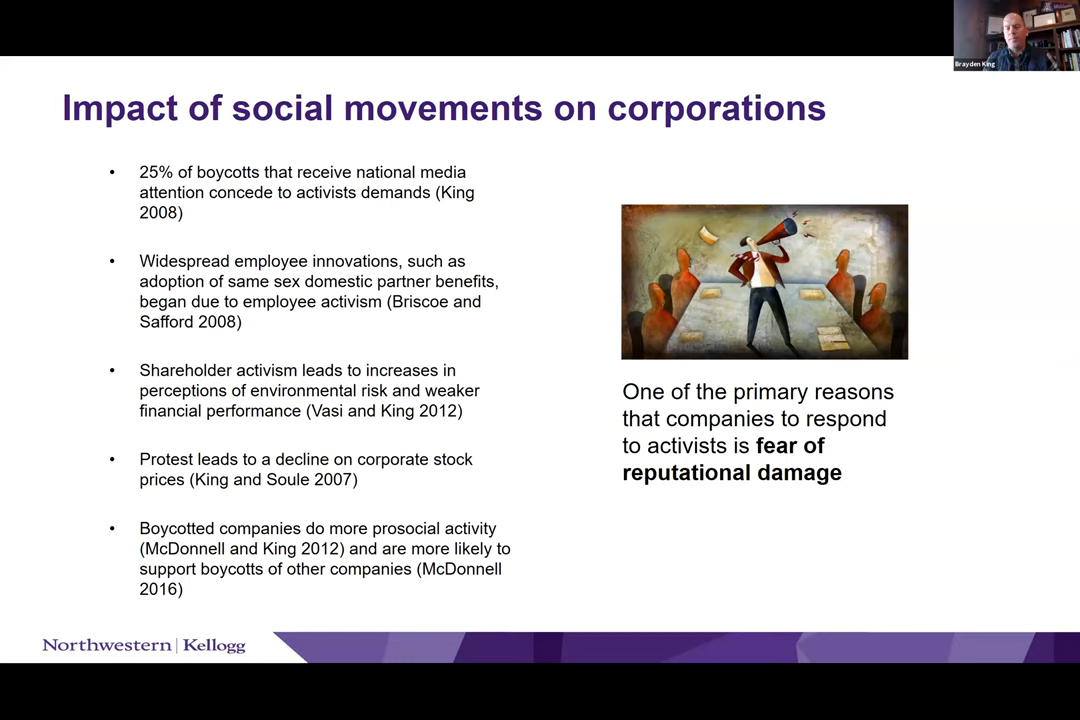 Brayden King
Impact of social movements on corporations
• 25% of boycotts that receive national media
attention concede to activists demands (King
2008)
• Widespread employee innovations, such as
adoption of same sex domestic partner benefits,
began due to employee activism (Briscoe and
Safford 2008)
• Shareholder activism leads to increases in
perceptions of environmental risk and weaker
financial performance (Vasi and King 2012)
• Protest leads to a decline on corporate stock
prices (King and Soule 2007)
• Boycotted companies do more prosocial activity
(McDonnell and King 2012) and are more likely to
support boycotts of other companies (McDonnell
2016)
One of the primary reasons
that companies to respond
to activists is fear of
reputational damage
Northwestern | Kellogg